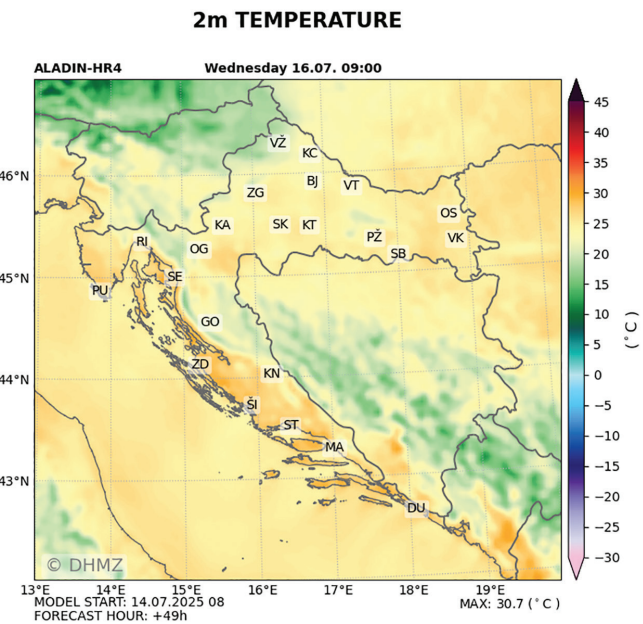 2m TEMPERATURE
ALADIN-HR4 Wednesday 16.07. 09:00
VŽ
KC
46°N
BJ
VT
ZG
OS
KA
SK
KT
PŽ
VK
RI
OG
SB
45°N
SE
PU
GO
ZD
KN
44°N
ŠI
ST
MA
43°N
DU
© DHMZ
13°E 14°E 15°E 16°E 17°E 18°E 19°E
45
40
35
30
25
20
15
10
5
0
−5
−10
−15
−20
−25
−30
(°C)
MODEL START: 14.07.2025 08
FORECAST HOUR: +49h
MAX: 30.7 (°C)